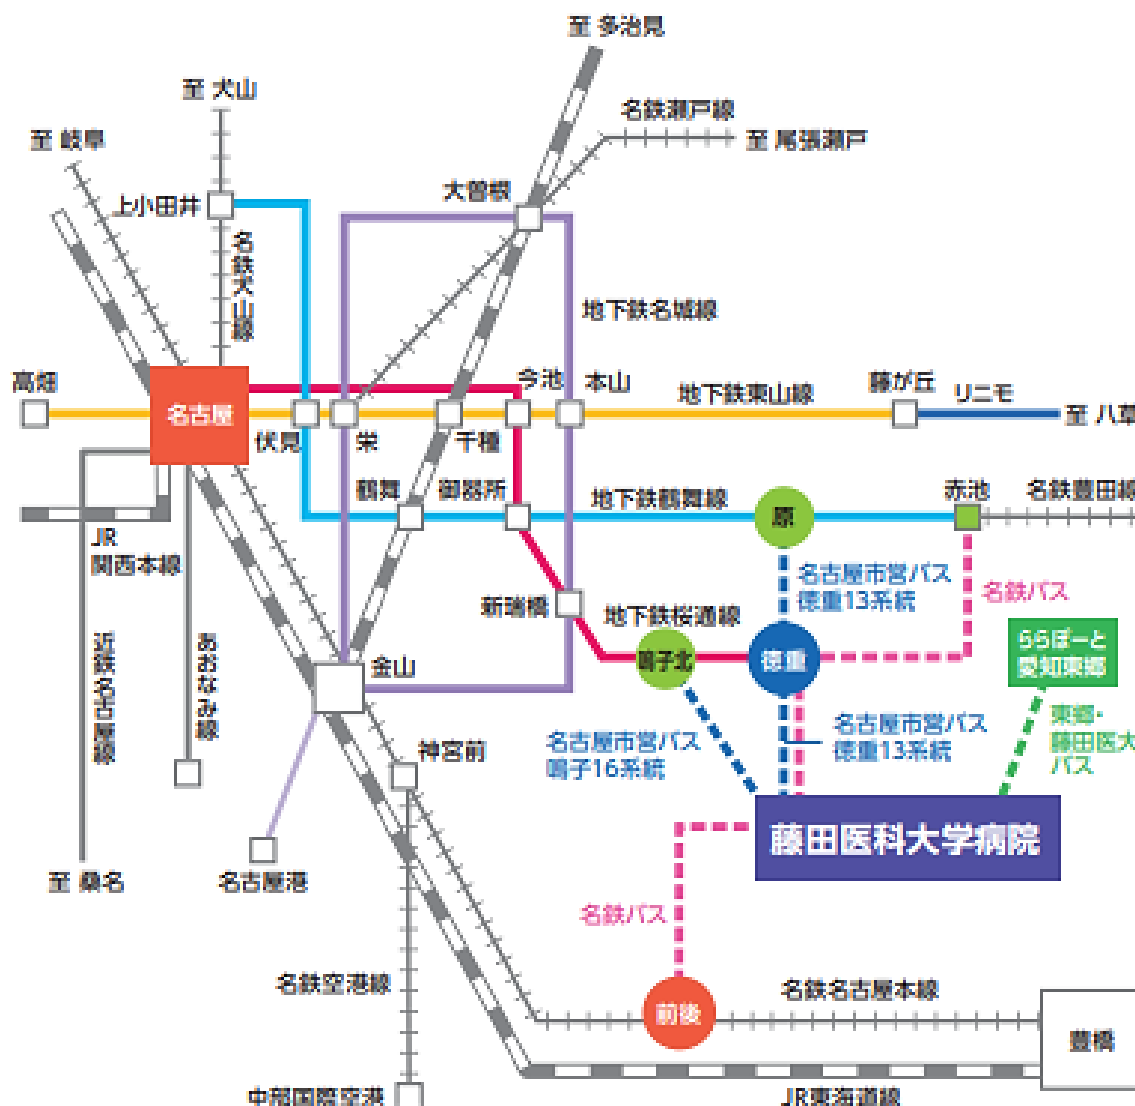 至 多治見
至 犬山
名鉄瀬戸線
至 尾張瀬戸
至 岐阜
大曽根
上小田井
名鉄犬山線
地下鉄名城線
高畑
名古屋
今池
本山
地下鉄東山線
藤が丘
リニモ
至 八草
伏見
栄
千種
鶴舞
御器所
地下鉄鶴舞線
原
赤池
名鉄豊田線
JR
関西本線
名古屋市営バス
徳重13系統
名鉄バス
新瑞橋
地下鉄桜通線
鳴子北
徳重
ららぽーと
愛知東郷
近鉄名古屋線
あおなみ線
金山
神宮前
名古屋市営バス
鳴子16系統
名古屋市営バス
徳重13系統
東郷・
藤田医大
バス
藤田医科大学病院
至 桑名
名古屋港
名鉄バス
名鉄空港線
前後
名鉄名古屋本線
豊橋
中部国際空港
JR東海道線